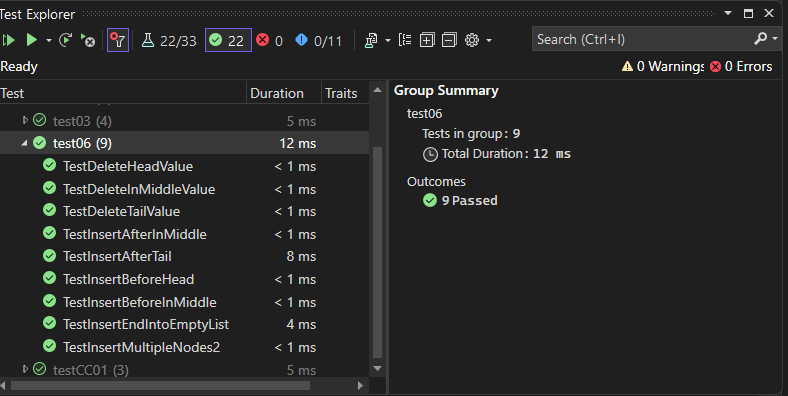 Test Explorer
22/33
22
0
0/11
Search (Ctrl+I)
Ready
0 Warnings
0 Errors
Test
Duration
Traits
test03 (4)
5 ms
test06 (9)
12 ms
TestDeleteHeadValue
< 1 ms
TestDeleteInMiddleValue
< 1 ms
TestDeleteTailValue
< 1 ms
TestInsertAfterInMiddle
< 1 ms
TestInsertAfterTail
8 ms
TestInsertBeforeHead
< 1 ms
TestInsertBeforeInMiddle
< 1 ms
TestInsertEndIntoEmptyList
4 ms
TestInsertMultipleNodes2
< 1 ms
testCC01 (3)
5 ms
Group Summary
test06
Tests in group: 9
Total Duration: 12 ms
Outcomes
9 Passed